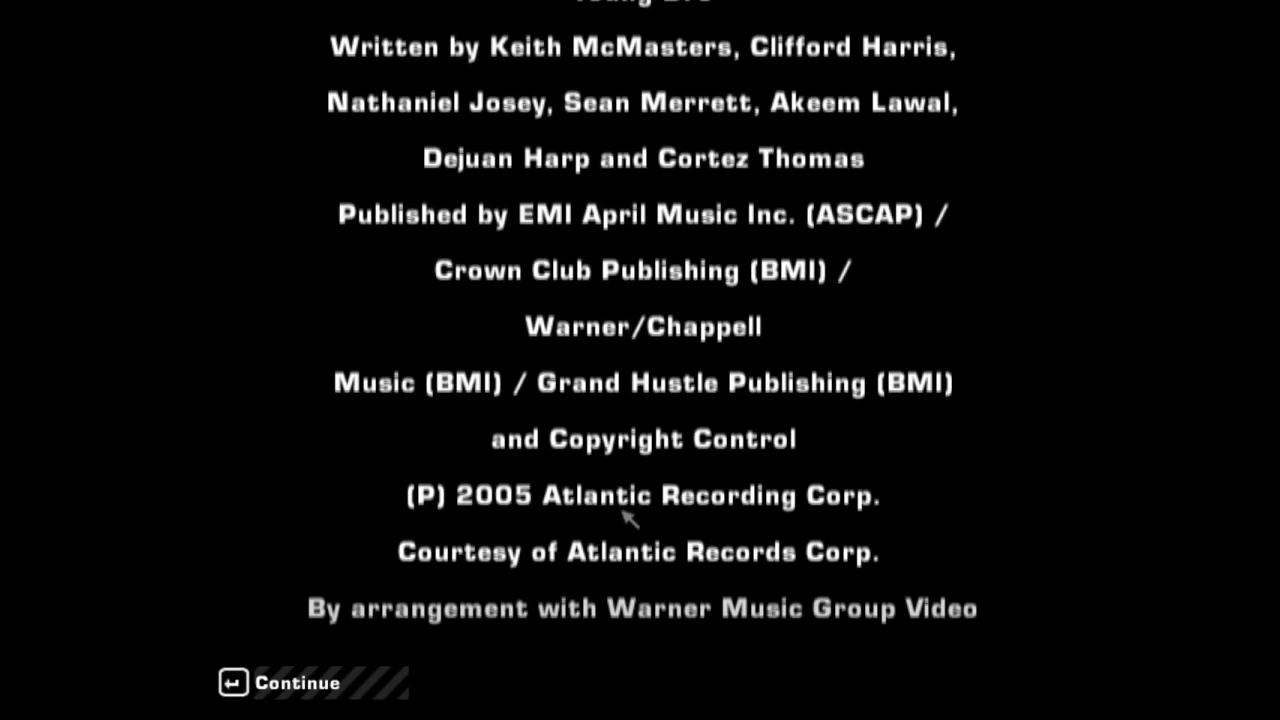 Written by Keith McMasters, Clifford Harris,
Nathaniel Josey, Sean Merrett, Akeem Lawal,
Dejuan Harp and Cortez Thomas
Published by EMI April Music Inc. (ASCAP) /
Crown Club Publishing (BMI) /
Warner/Chappell
Music (BMI) / Grand Hustle Publishing (BMI)
and Copyright Control
(P) 2005 Atlantic Recording Corp.
Courtesy of Atlantic Records Corp.
By arrangement with Warner Music Group Video
Continue